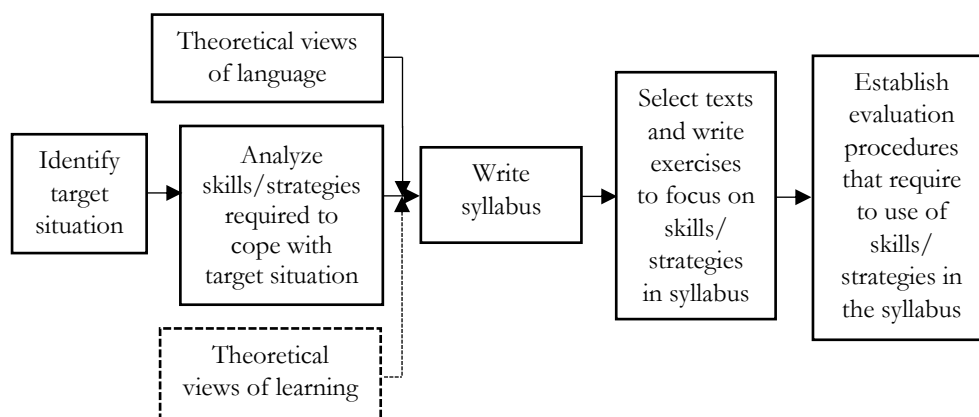 Theoretical views
of language
Identify
target
situation
Analyze
skills/strategies
required to
cope with
target situation
Theoretical
views of learning
Write
syllabus
Select texts
and write
exercises
to focus on
skills/
strategies
in syllabus
Establish
evaluation
procedures
that require
to use of
skills/
strategies in
the syllabus